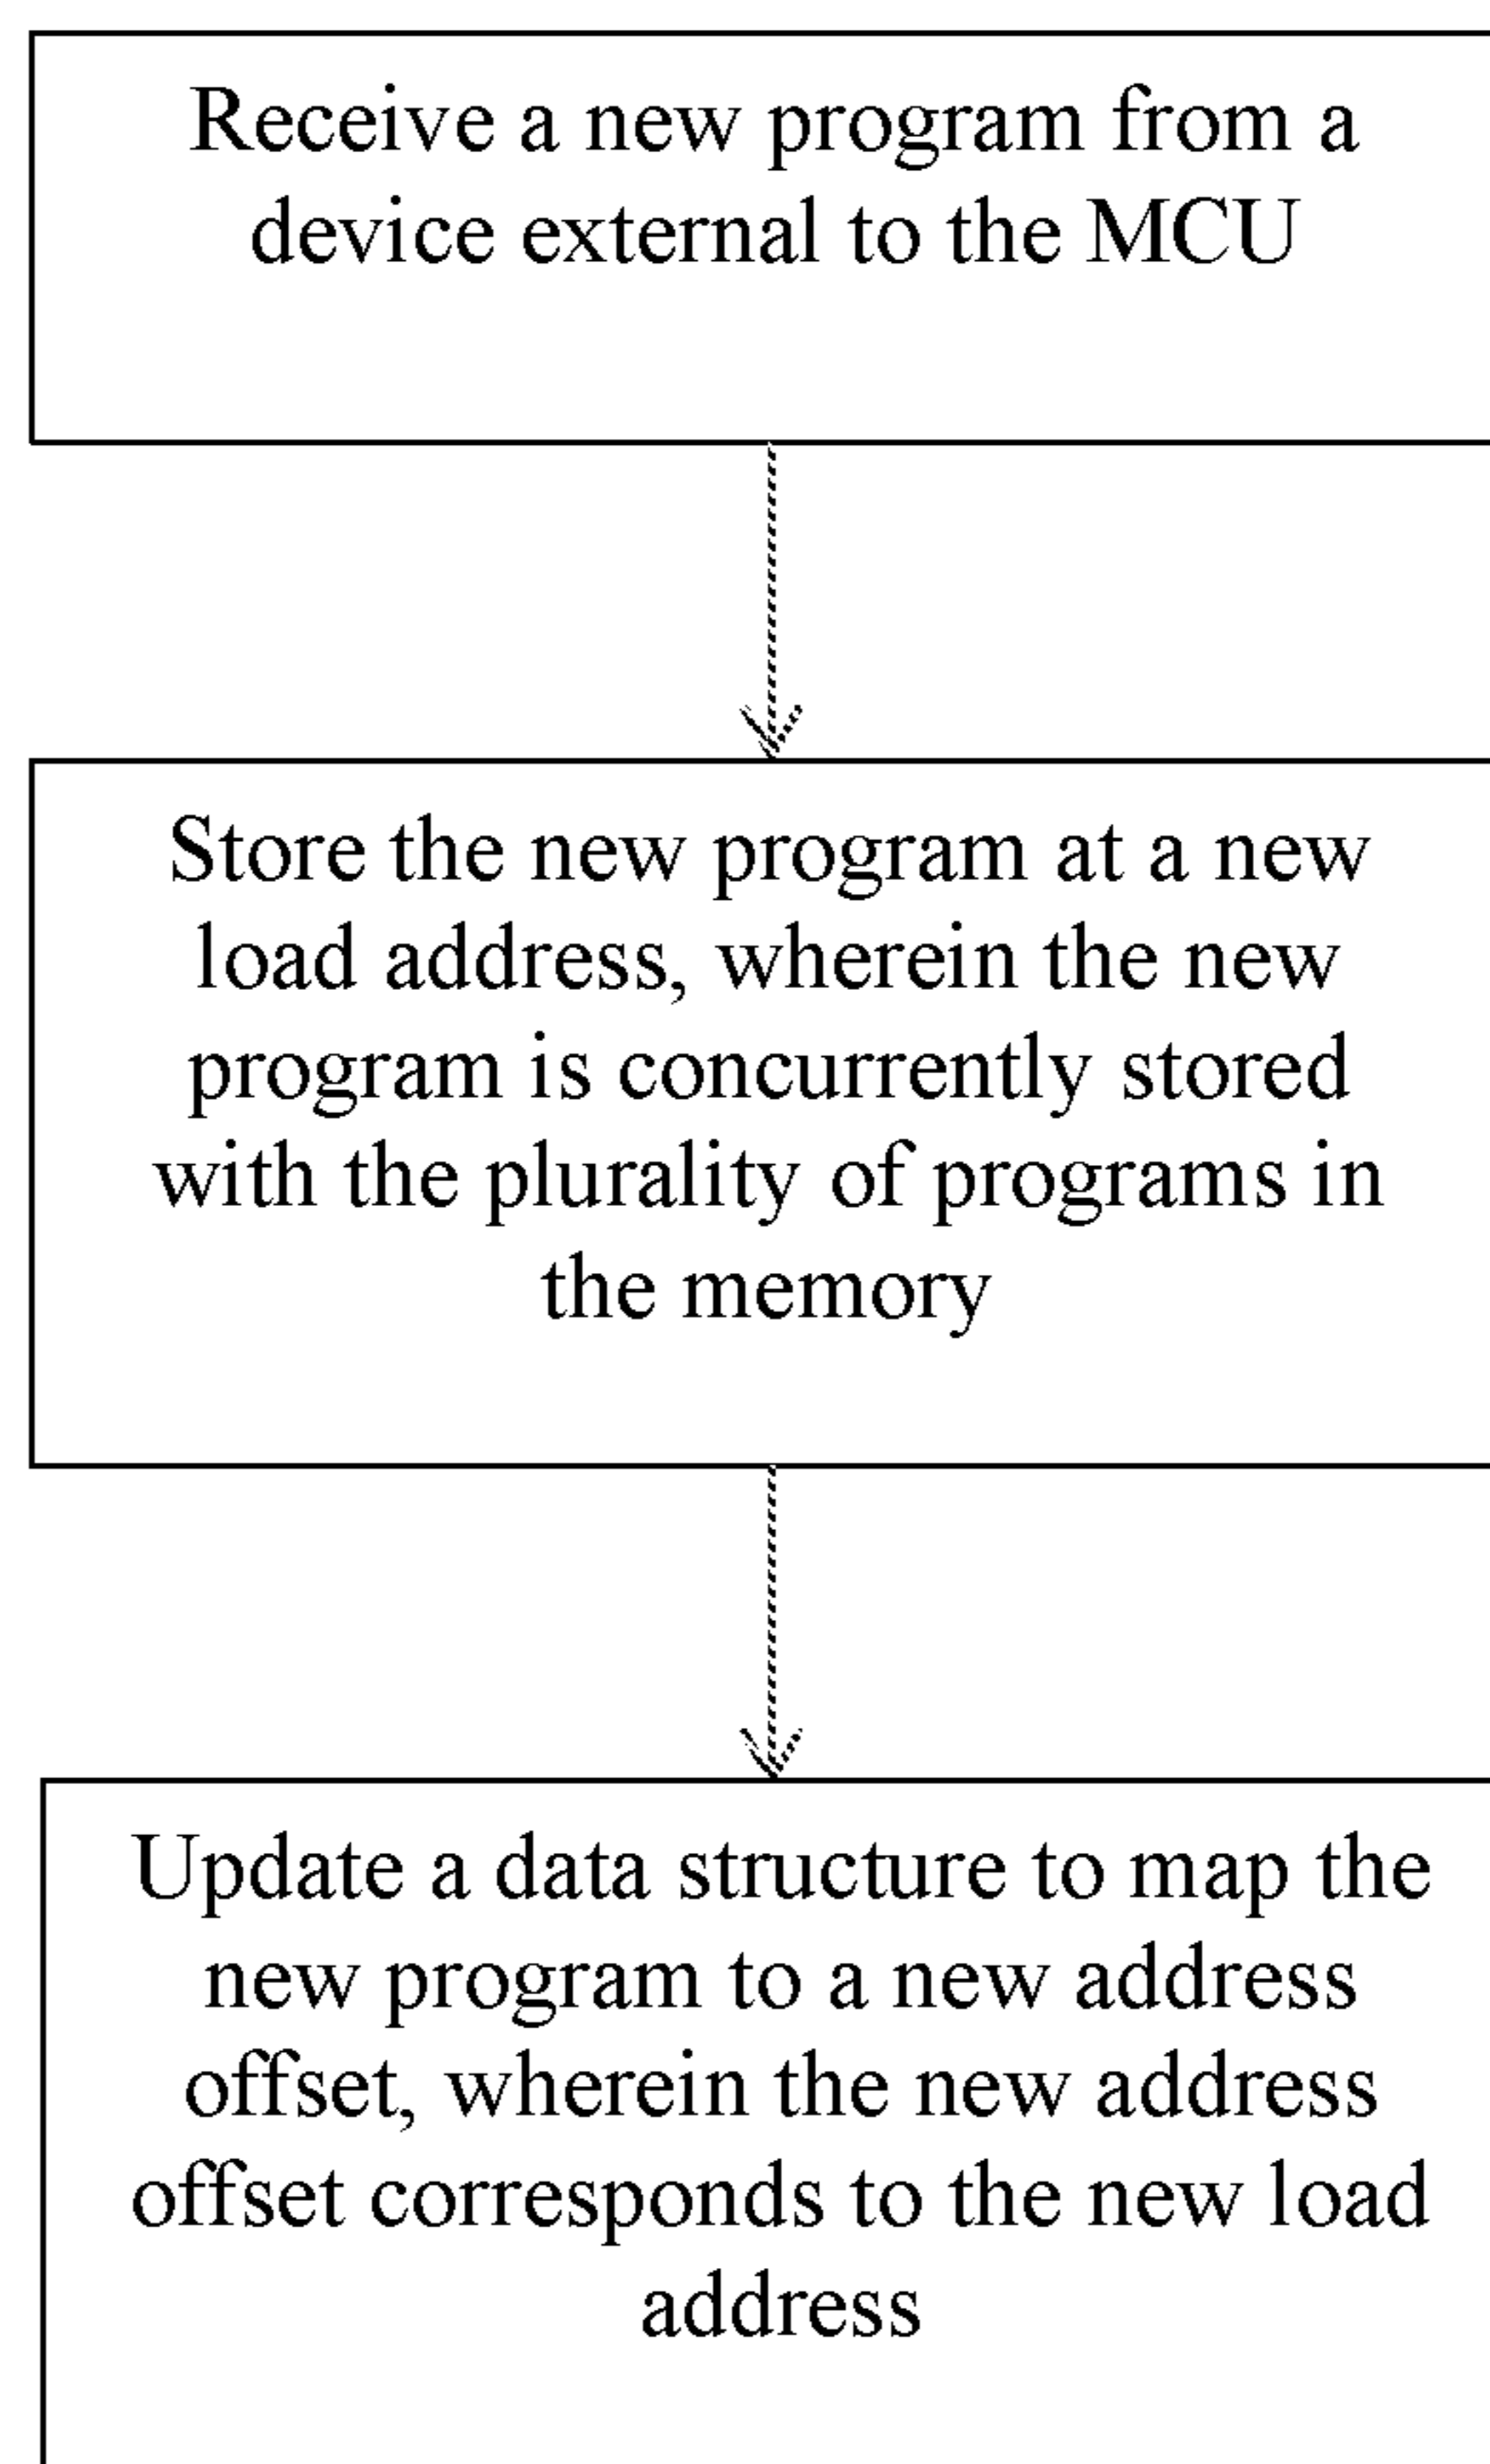 Receive a new program from a
device external to the MCU
Store the new program at a new
load address, wherein the new
program is concurrently stored
with the plurality of programs in
the memory
Update a data structure to map the
new program to a new address
offset, wherein the new address
offset corresponds to the new load
address